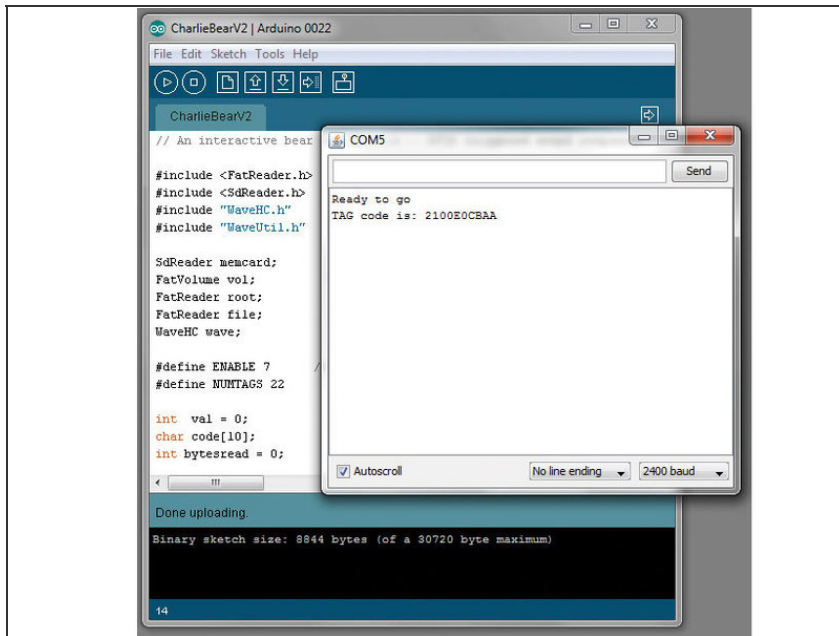 CharlieBearV2 | Arduino 0022
File Edit Sketch Tools Help
CharlieBearV2
// An interactive bear
#include <FatReader.h>
#include <SdReader.h>
#include "WaveHC.h"
#include "WaveUtil.h"
SdReader memcard;
FatVolume vol;
FatReader root;
FatReader file;
WaveHC wave;
#define ENABLE 7 /
#define NUMTAGS 22
int val = 0;
char code[10];
int bytesread = 0;
COM5
Send
Ready to go
TAG code is: 2100E0CBAA
Autoscroll
No line ending
2400 baud
Done uploading.
Binary sketch size: 8844 bytes (of a 30720 byte maximum)
14